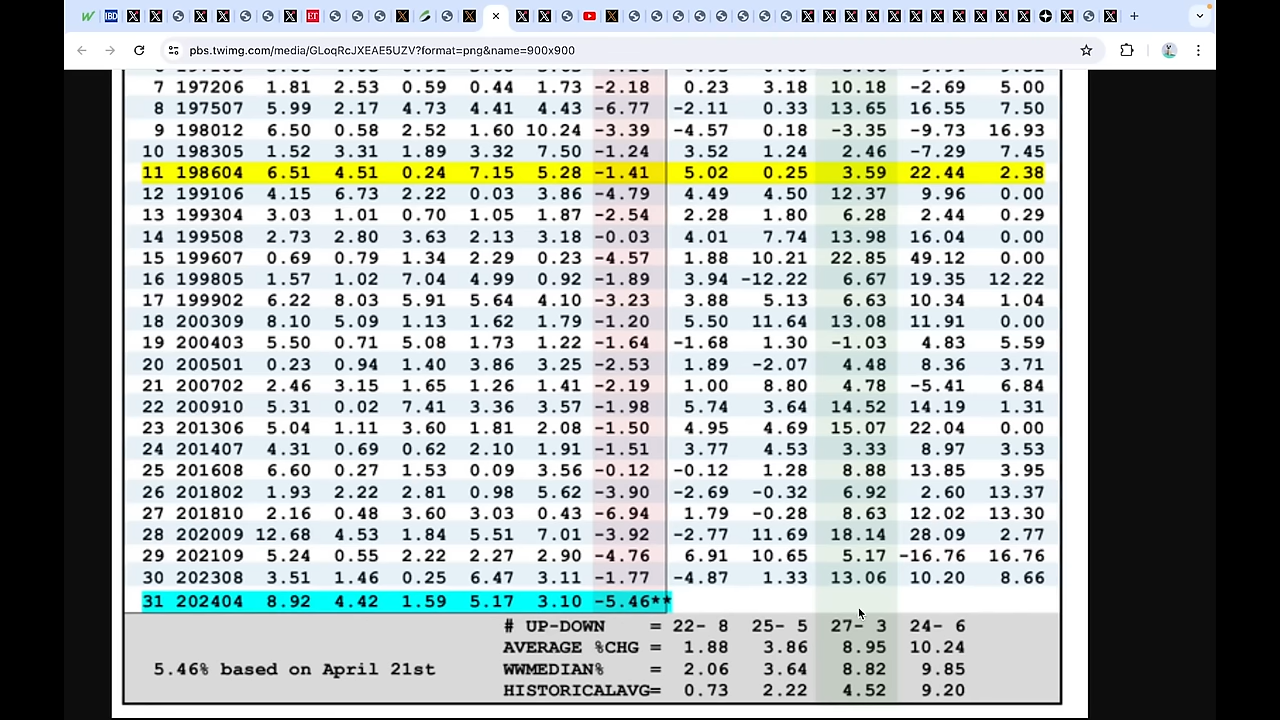 pbs.twimg.com/media/GLoqRcJXEAE5UZV?format=png&name=900x900
7 197206 1.81 2.53 0.59 0.44 1.73 -2.18 0.23 3.18 10.18 -2.69 5.00
8 197507 5.99 2.17 4.73 4.41 4.43 -6.77 -2.11 0.33 13.65 16.55 7.50
9 198012 6.50 0.58 2.52 1.60 10.24 -3.39 -4.57 0.18 -3.35 -9.73 16.93
10 198305 1.52 3.31 1.89 3.32 7.50 -1.24 3.52 1.24 2.46 -7.29 7.45
11 198604 6.51 4.51 0.24 7.15 5.28 -1.41 5.02 0.25 3.59 22.44 2.38
12 199106 4.15 6.73 2.22 0.03 3.86 -4.79 4.49 4.50 12.37 9.96 0.00
13 199304 3.03 1.01 0.70 1.05 1.87 -2.54 2.28 1.80 6.28 2.44 0.29
14 199508 2.73 2.80 3.63 2.13 3.18 -0.03 4.01 7.74 13.98 16.04 0.00
15 199607 0.69 0.79 1.34 2.29 0.23 -4.57 1.88 10.21 22.85 49.12 0.00
16 199805 1.57 1.02 7.04 4.99 0.92 -1.89 3.94 -12.22 6.67 19.35 12.22
17 199902 6.22 8.03 5.91 5.64 4.10 -3.23 3.88 5.13 6.63 10.34 1.04
18 200309 8.10 5.09 1.13 1.62 1.79 -1.20 5.50 11.64 13.08 11.91 0.00
19 200403 5.50 0.71 5.08 1.73 1.22 -1.64 -1.68 1.30 -1.03 4.83 5.59
20 200501 0.23 0.94 1.40 3.86 3.25 -2.53 1.89 -2.07 4.48 8.36 3.71
21 200702 2.46 3.15 1.65 1.26 1.41 -2.19 1.00 8.80 4.78 -5.41 6.84
22 200910 5.31 0.02 7.41 3.36 3.57 -1.98 5.74 3.64 14.52 14.19 1.31
23 201306 5.04 1.11 3.60 1.81 2.08 -1.50 4.95 4.69 15.07 22.04 0.00
24 201407 4.31 0.69 0.62 2.10 1.91 -1.51 3.77 4.53 3.33 8.97 3.53
25 201608 6.60 0.27 1.53 0.09 3.56 -0.12 -0.12 1.28 8.88 13.85 3.95
26 201802 1.93 2.22 2.81 0.98 5.62 -3.90 -2.69 -0.32 6.92 2.60 13.37
27 201810 2.16 0.48 3.60 3.03 0.43 -6.94 1.79 -0.28 8.63 12.02 13.30
28 202009 12.68 4.53 1.84 5.51 7.01 -3.92 -2.77 11.69 18.14 28.09 2.77
29 202109 5.24 0.55 2.22 2.27 2.90 -4.76 6.91 10.65 5.17 -16.76 16.76
30 202308 3.51 1.46 0.25 6.47 3.11 -1.77 -4.87 1.33 13.06 10.20 8.66
31 202404 8.92 4.42 1.59 5.17 3.10 -5.46**
# UP-DOWN = 22- 8 25- 5 27- 3 24- 6
AVERAGE %CHG = 1.88 3.86 8.95 10.24
5.46% based on April 21st WWMEDIAN% = 2.06 3.64 8.82 9.85
HISTORICALAVG= 0.73 2.22 4.52 9.20